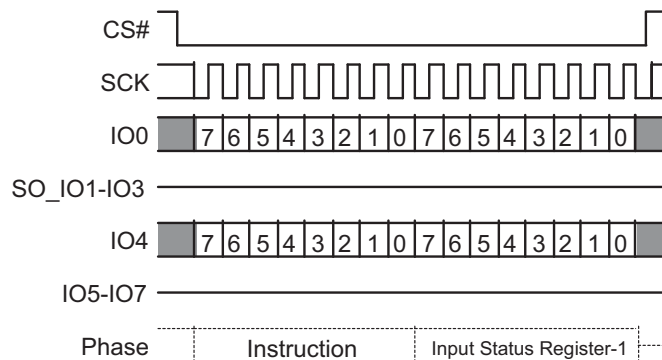 CS#
SCK
IO0 7 6 5 4 3 2 1 0 7 6 5 4 3 2 1 0
SO_IO1-IO3
IO4 7 6 5 4 3 2 1 0 7 6 5 4 3 2 1 0
IO5-IO7
Phase Instruction Input Status Register-1